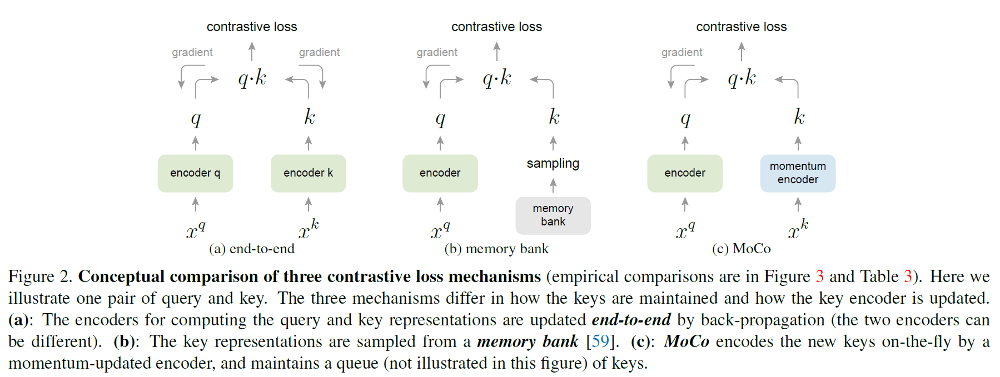 contrastive loss
gradient
gradient
q·k
q
k
encoder q
encoder k
x^q
x^k
(a) end-to-end
contrastive loss
gradient
q·k
q
k
sampling
encoder
memory
bank
x^q
(b) memory bank
contrastive loss
gradient
q·k
q
k
encoder
momentum
encoder
x^q
x^k
(c) MoCo
Figure 2. Conceptual comparison of three contrastive loss mechanisms (empirical comparisons are in Figure 3 and Table 3). Here we
illustrate one pair of query and key. The three mechanisms differ in how the keys are maintained and how the key encoder is updated.
(a): The encoders for computing the query and key representations are updated end-to-end by back-propagation (the two encoders can
be different). (b): The key representations are sampled from a memory bank [59]. (c): MoCo encodes the new keys on-the-fly by a
momentum-updated encoder, and maintains a queue (not illustrated in this figure) of keys.